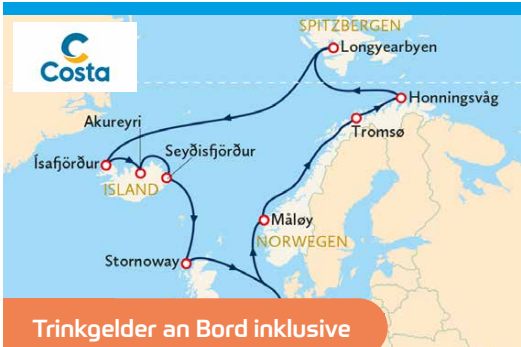 SPITZBERGEN
Longyearbyen
Costa
Honningsvåg
Akureyri
Tromsø
Seyðisfjörður
Ísafjörður
ISLAND
Måløy
NORWEGEN
Stornoway
Trinkgelder an Bord inklusive